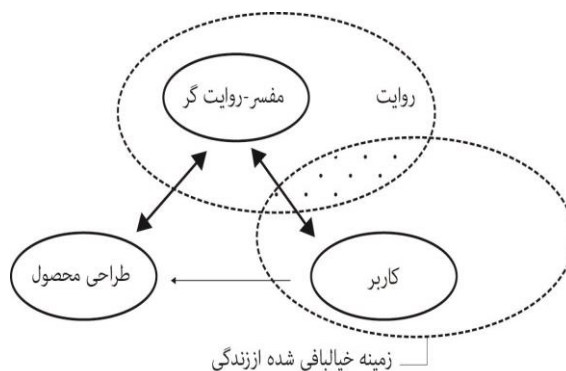 مفسر-روایت گر
روایت
طراحی محصول
کاربر
زمینه خیالبافی شده اززندگی